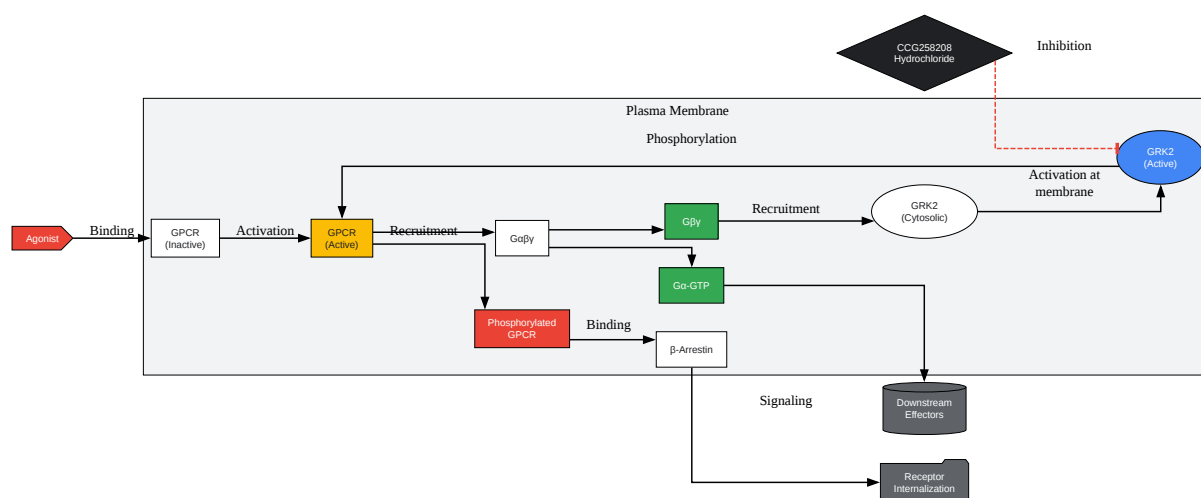 CCG258208
Hydrochloride
Inhibition
Plasma Membrane
Phosphorylation
GRK2
(Active)
Activation at
membrane
Agonist
Binding
GPCR
(Inactive)
Activation
GPCR
(Active)
Recruitment
Gαβγ
Gβγ
Recruitment
GRK2
(Cytosolic)
Gα-GTP
Phosphorylated
GPCR
Binding
β-Arrestin
Signaling
Downstream
Effectors
Receptor
Internalization